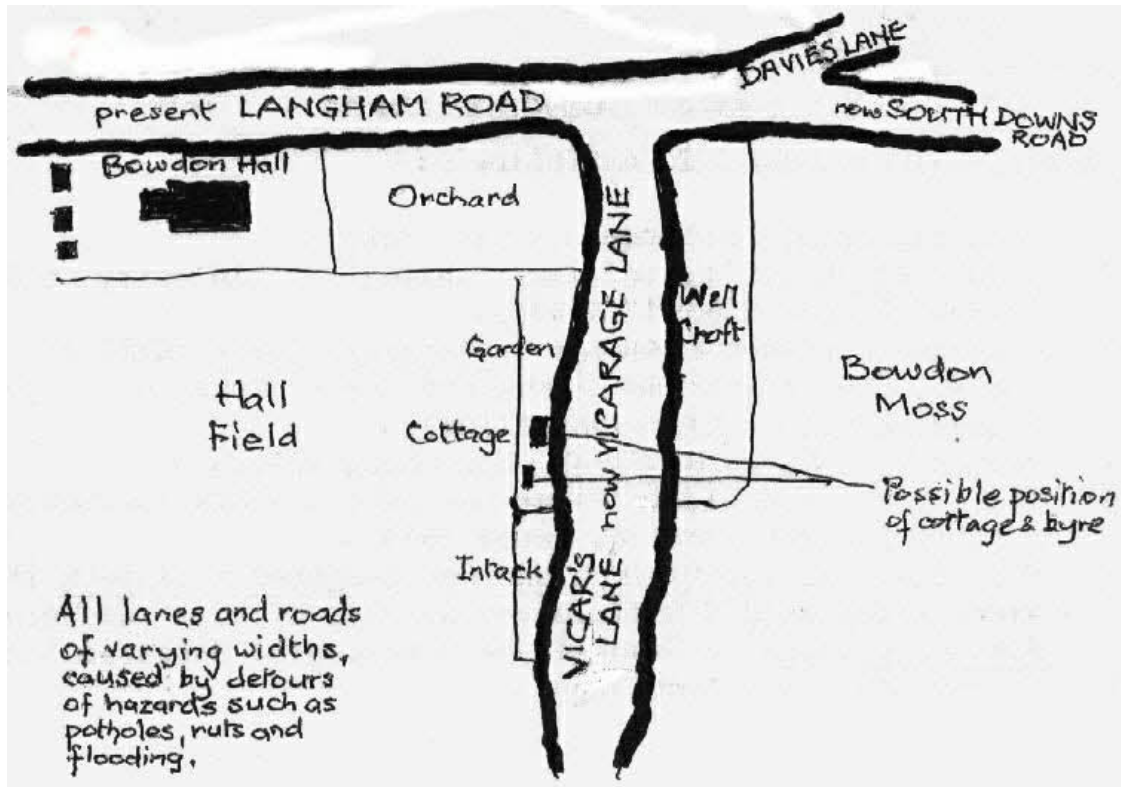 DAVIES LANE
present LANGHAM ROAD
now SOUTH DOWNS
ROAD
Bowdon Hall
Orchard
VICAR'S
LANE now VICARAGE LANE
Well
Croft
Garden
Bowdon
Moss
Hall
Field
Cottage
Possible position
of cottage & byre
Intack
All lanes and roads
of varying widths,
caused by detours
of hazards such as
potholes, ruts and
flooding.